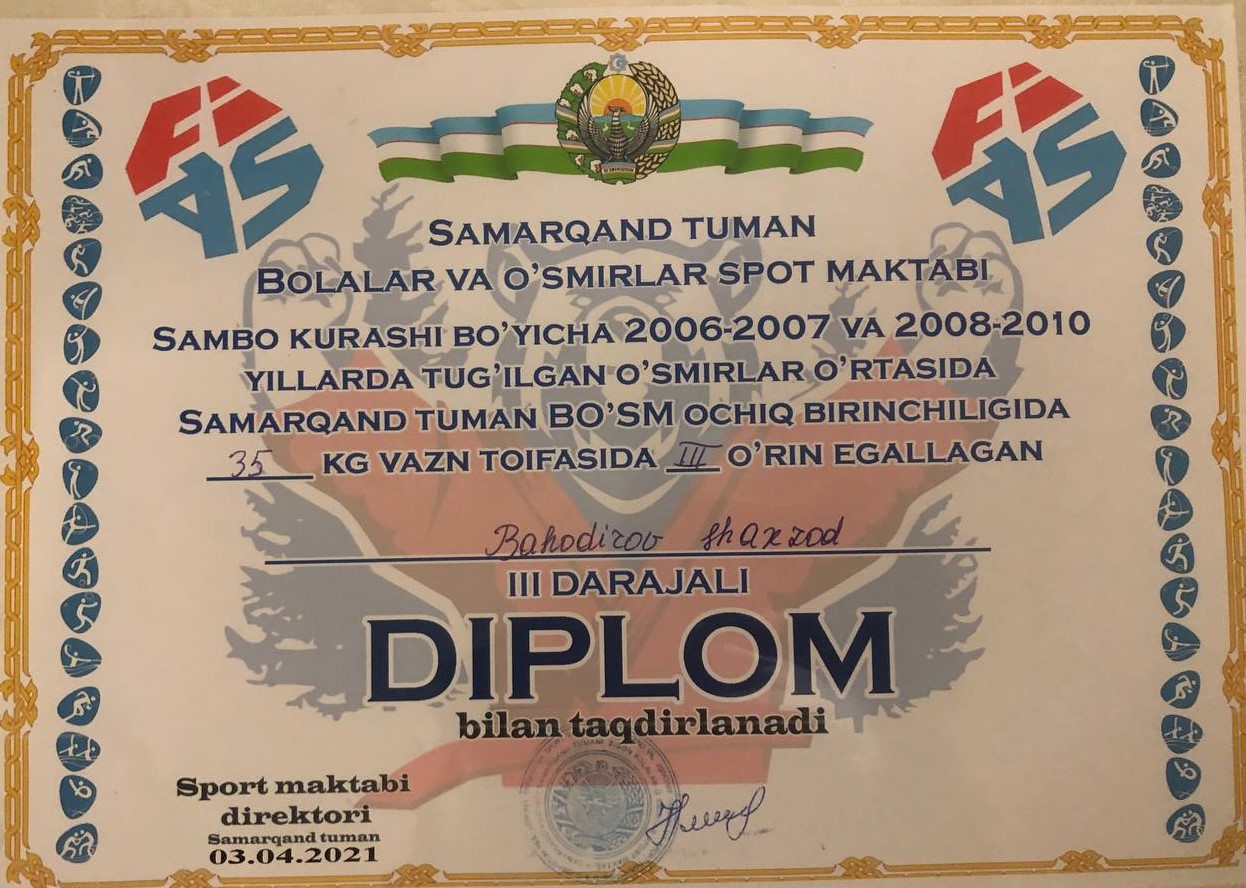 FIAS
FIAS
SAMARQAND TUMAN
BOLALAR VA O'SMIRLAR SPOT MAKTABI
SAMBO KURASHI BO'YICHA 2006-2007 VA 2008-2010
YILLARDA TUG'ILGAN O'SMIRLAR O'RTASIDA
SAMARQAND TUMAN BO'SM OCHIQ BIRINCHILIGIDA
35 KG VAZN TOIFASIDA III O'RIN EGALLAGAN
Bahodirov shaxzod
III DARAJALI
DIPLOM
bilan taqdirlanadi
Sport maktabi
direktori
Samarqand tuman
03.04.2021